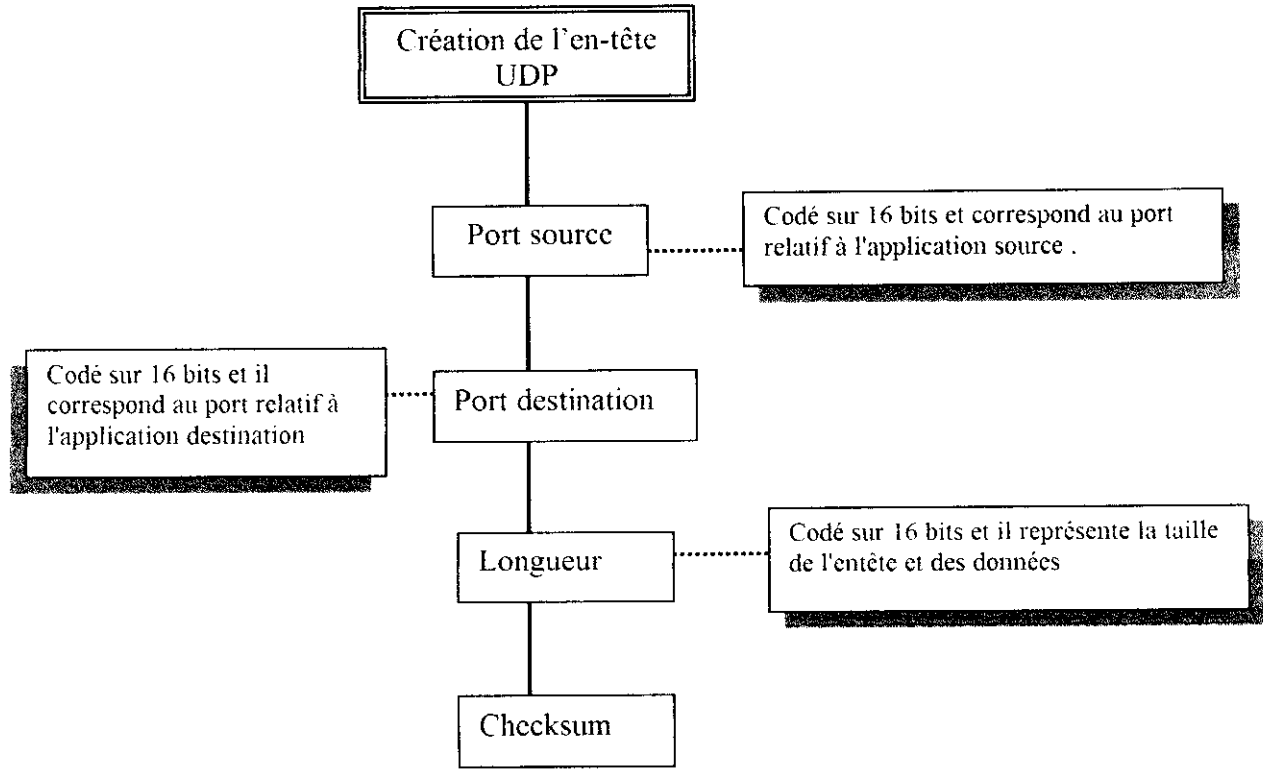 Création de l'en-tête
UDP
Port source
Codé sur 16 bits et correspond au port
relatif à l'application source .
Codé sur 16 bits et il
correspond au port relatif à
l'application destination
Port destination
Longueur
Codé sur 16 bits et il représente la taille
de l'entête et des données
Checksum